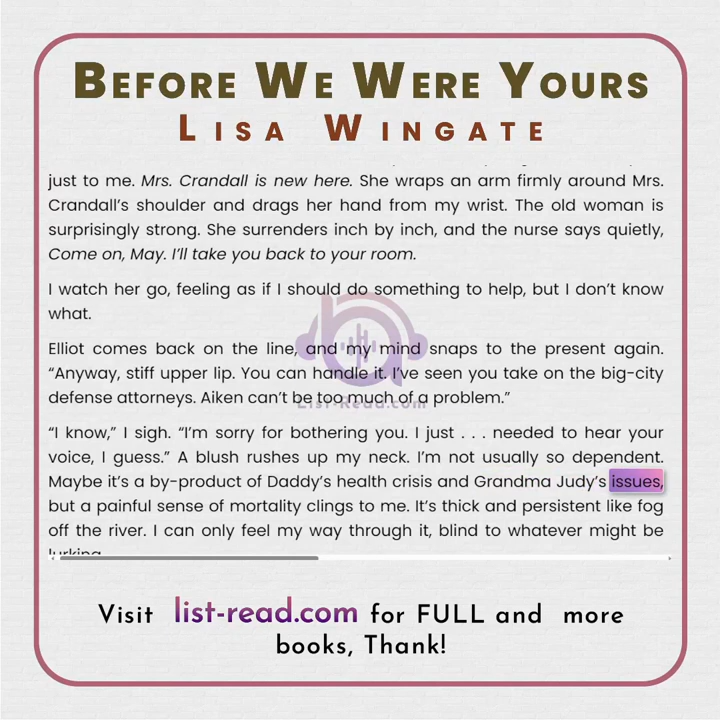 BEFORE WE WERE YOURS
LISA WINGATE
just to me. Mrs. Crandall is new here. She wraps an arm firmly around Mrs.
Crandall’s shoulder and drags her hand from my wrist. The old woman is
surprisingly strong. She surrenders inch by inch, and the nurse says quietly,
Come on, May. I’ll take you back to your room.
I watch her go, feeling as if I should do something to help, but I don’t know
what.
Elliot comes back on the line, and my mind snaps to the present again.
“Anyway, stiff upper lip. You can handle it. I’ve seen you take on the big-city
defense attorneys. Aiken can’t be too much of a problem.”
List-Read.com
“I know,” I sigh. “I’m sorry for bothering you. I just . . . needed to hear your
voice, I guess.” A blush rushes up my neck. I’m not usually so dependent.
Maybe it’s a by-product of Daddy’s health crisis and Grandma Judy’s issues,
but a painful sense of mortality clings to me. It’s thick and persistent like fog
off the river. I can only feel my way through it, blind to whatever might be
lurking.
Visit list-read.com for FULL and more
books, Thank!